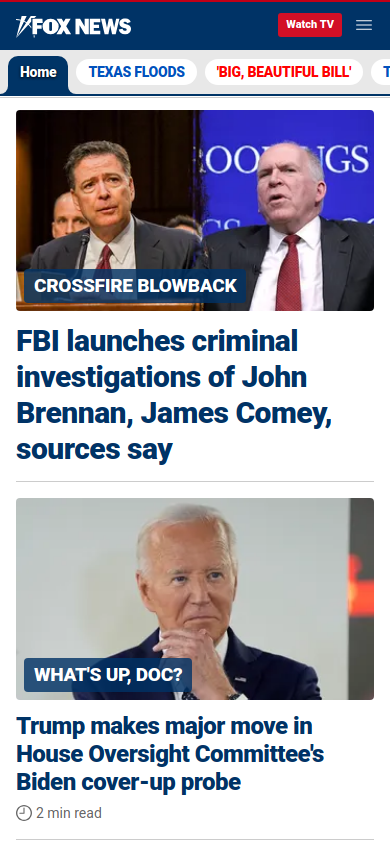 FOX NEWS
Watch TV
Home
TEXAS FLOODS
'BIG, BEAUTIFUL BILL'
OOKINGS
CROSSFIRE BLOWBACK
FBI launches criminal
investigations of John
Brennan, James Comey,
sources say
WHAT'S UP, DOC?
Trump makes major move in
House Oversight Committee's
Biden cover-up probe
2 min read